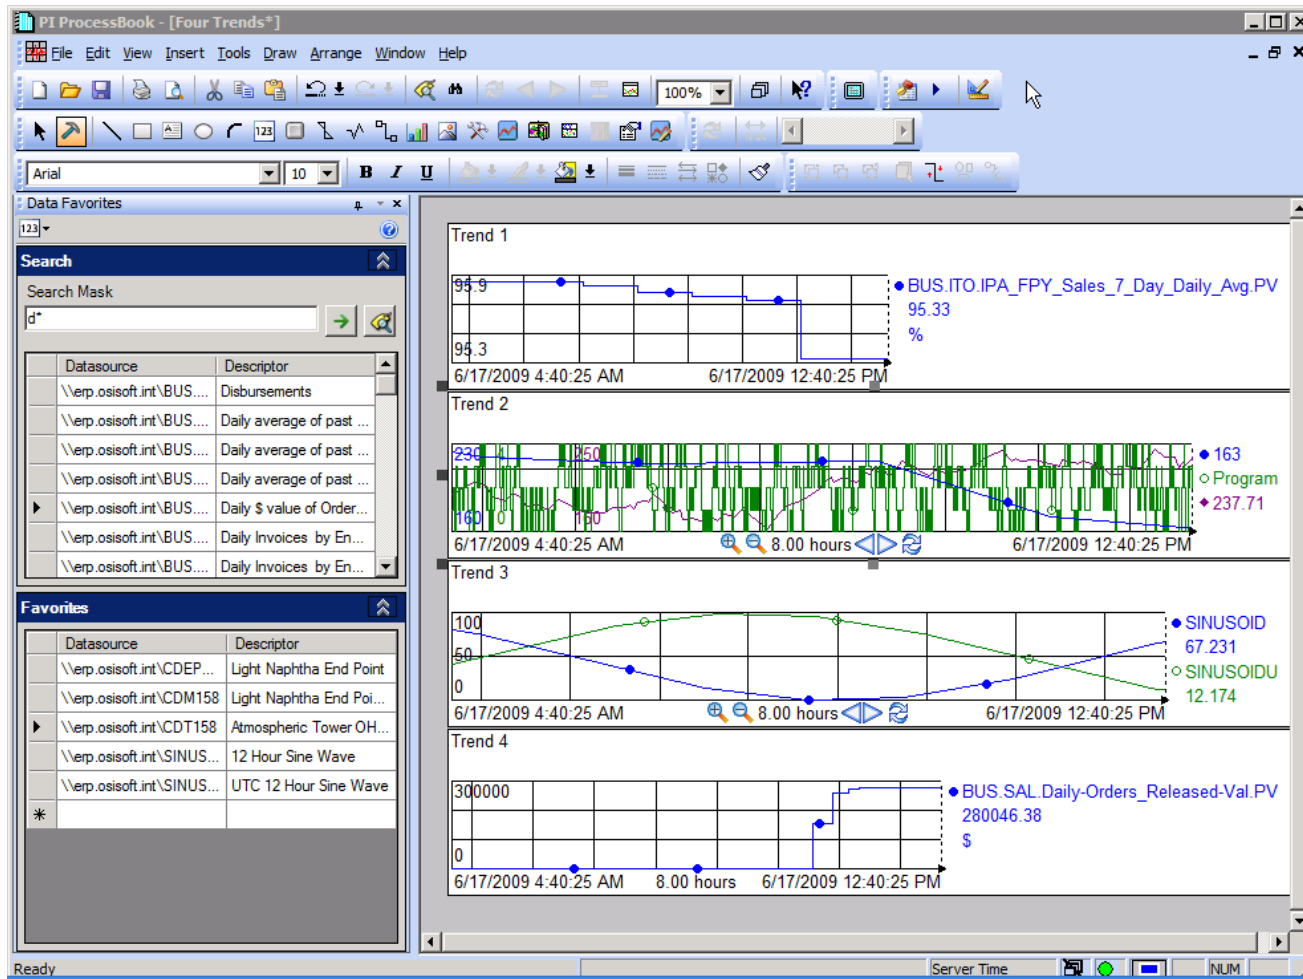 PI ProcessBook - [Four Trends*]
File Edit View Insert Tools Draw Arrange Window Help
100%
123
Arial 10 B I U
Data Favorites
123
Search
Search Mask
d*
Datasource Descriptor
\\erp.osisoft.int\BUS.... Disbursements
\\erp.osisoft.int\BUS.... Daily average of past ...
\\erp.osisoft.int\BUS.... Daily average of past ...
\\erp.osisoft.int\BUS.... Daily average of past ...
\\erp.osisoft.int\BUS.... Daily $ value of Order...
\\erp.osisoft.int\BUS.... Daily Invoices by En...
\\erp.osisoft.int\BUS.... Daily Invoices by En...
Favorites
Datasource Descriptor
\\erp.osisoft.int\CDEP... Light Naphtha End Point
\\erp.osisoft.int\CDM158 Light Naphtha End Poi...
\\erp.osisoft.int\CDT158 Atmospheric Tower OH...
\\erp.osisoft.int\SINUS... 12 Hour Sine Wave
\\erp.osisoft.int\SINUS... UTC 12 Hour Sine Wave
Trend 1
95.9
95.3
6/17/2009 4:40:25 AM 6/17/2009 12:40:25 PM
BUS.ITO.IPA_FPY_Sales_7_Day_Daily_Avg.PV
95.33
%
Trend 2
230 4 250
160 0 150
6/17/2009 4:40:25 AM 8.00 hours 6/17/2009 12:40:25 PM
163
Program
237.71
Trend 3
100
50
0
6/17/2009 4:40:25 AM 8.00 hours 6/17/2009 12:40:25 PM
SINUSOID
67.231
SINUSOIDU
12.174
Trend 4
300000
0
6/17/2009 4:40:25 AM 8.00 hours 6/17/2009 12:40:25 PM
BUS.SAL.Daily-Orders_Released-Val.PV
280046.38
$
Ready Server Time NUM